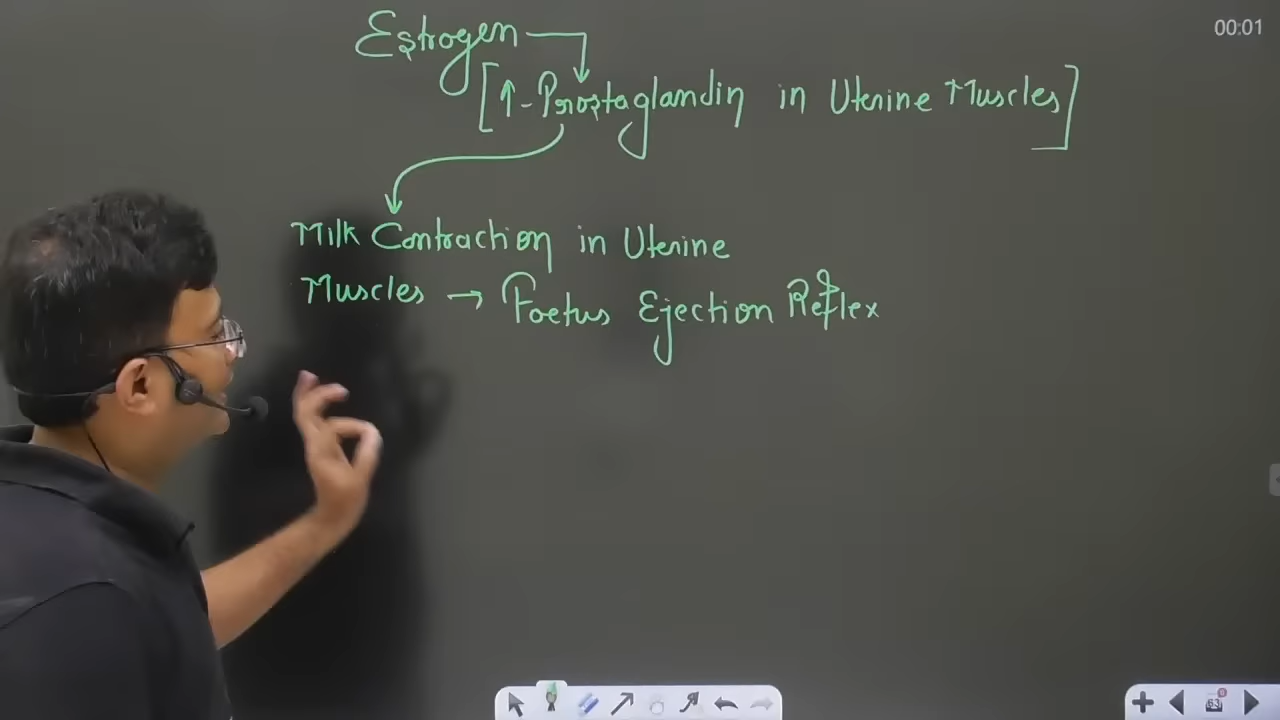 00:01
Estrogen
[↑-Prostaglandin in Uterine Muscles]
Milk Contraction in Uterine
Muscles → Foetus Ejection Reflex